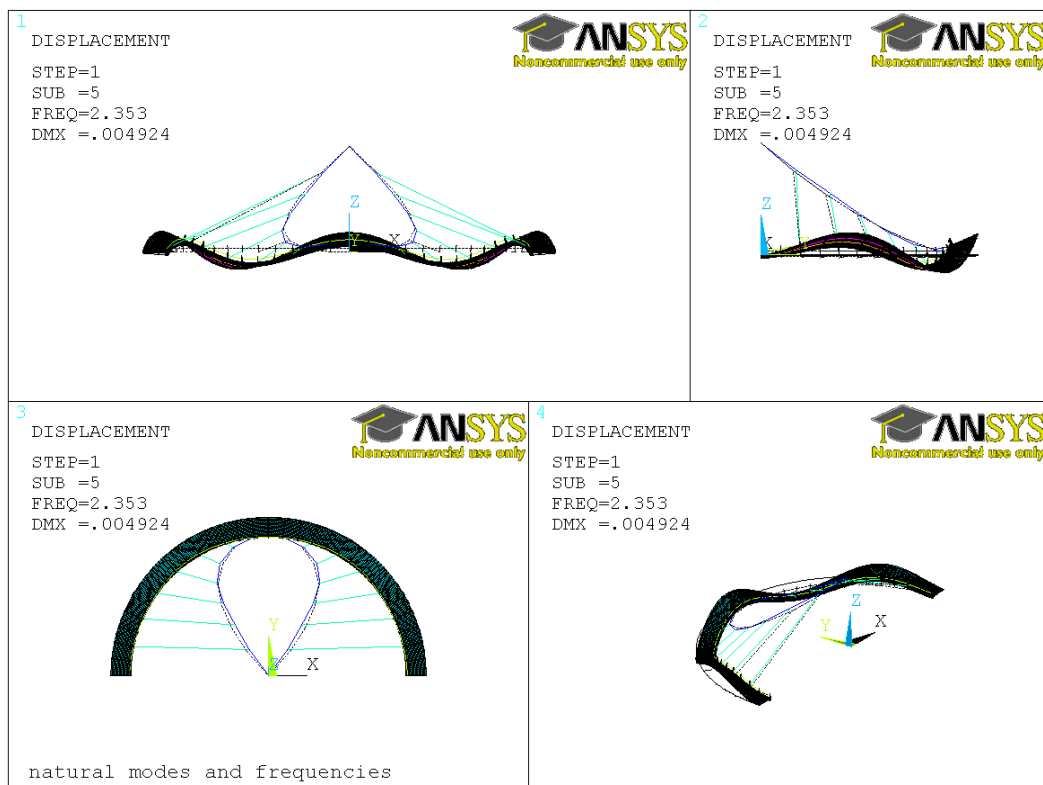 1
DISPLACEMENT
STEP=1
SUB =5
FREQ=2.353
DMX =.004924
ANSYS
Noncommercial use only
Z
Y
X
2
DISPLACEMENT
STEP=1
SUB =5
FREQ=2.353
DMX =.004924
ANSYS
Noncommercial use only
Z
X
Y
3
DISPLACEMENT
STEP=1
SUB =5
FREQ=2.353
DMX =.004924
ANSYS
Noncommercial use only
Y
Z
X
natural modes and frequencies
4
DISPLACEMENT
STEP=1
SUB =5
FREQ=2.353
DMX =.004924
ANSYS
Noncommercial use only
Z
X
Y